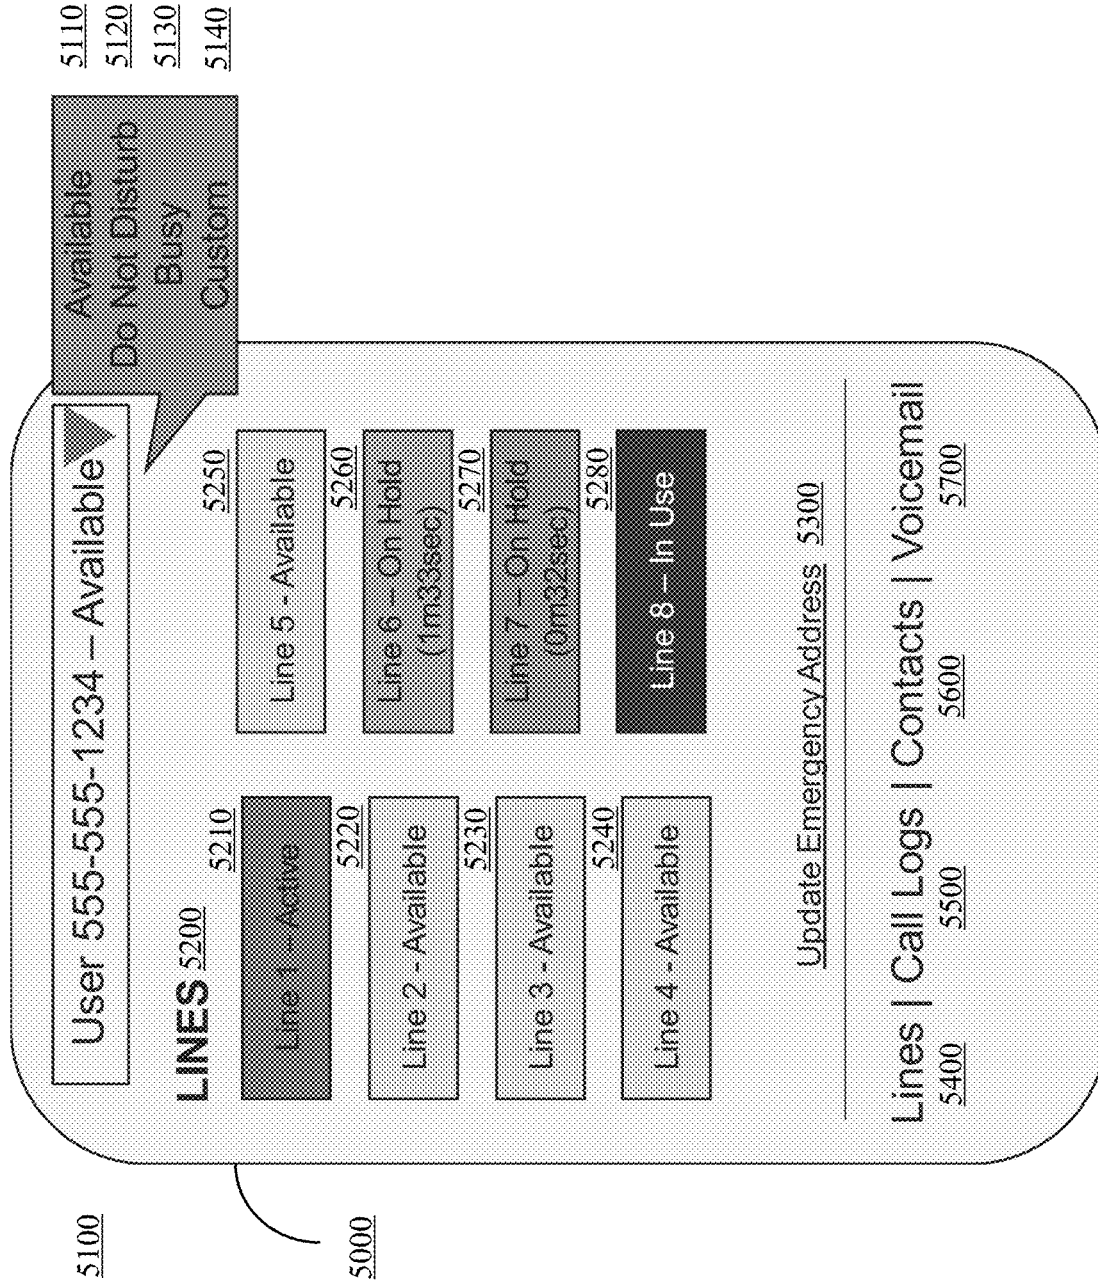 5100
User 555-555-1234 – Available
Available 5110
Do Not Disturb 5120
Busy 5130
Custom 5140
LINES 5200
5210
Line 1 – Active
5250
Line 5 - Available
5220
Line 2 - Available
5260
Line 6 – On Hold
(1m33sec)
5230
Line 3 - Available
5270
Line 7 – On Hold
(0m32sec)
5240
Line 4 - Available
5280
Line 8 – In Use
5000
Update Emergency Address 5300
Lines | Call Logs | Contacts | Voicemail
5400 5500 5600 5700